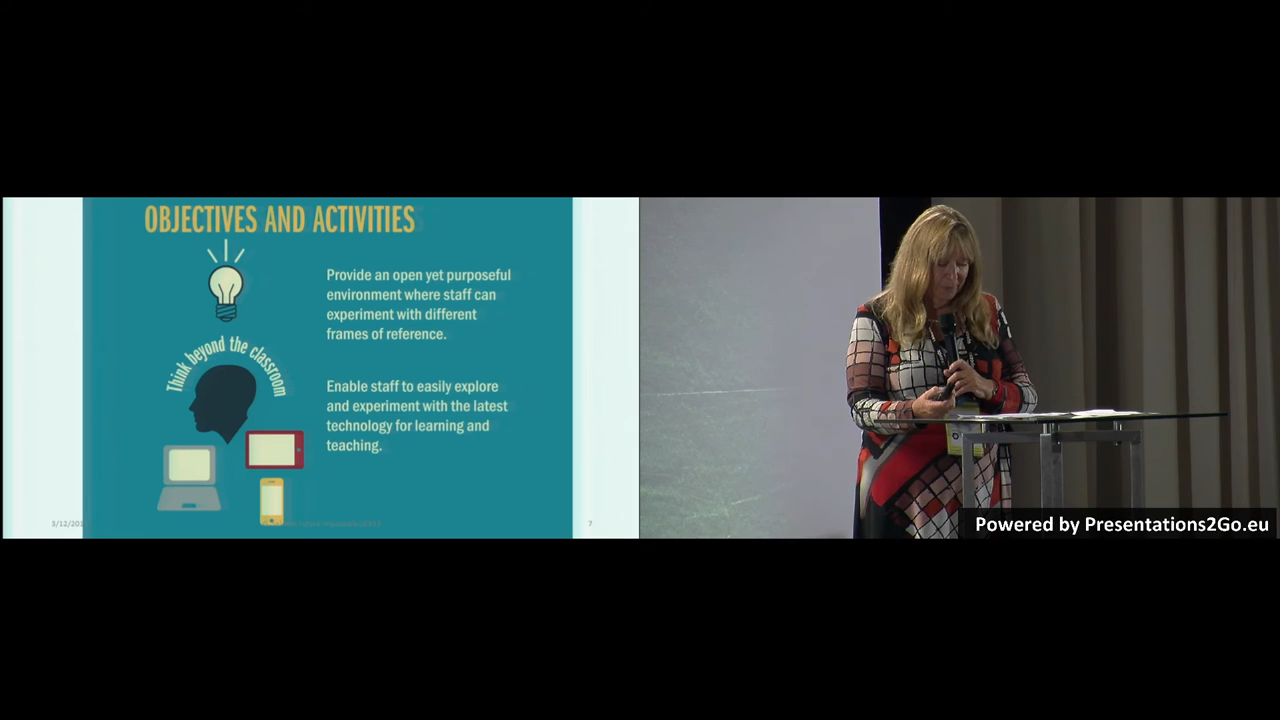 OBJECTIVES AND ACTIVITIES
Provide an open yet purposeful
environment where staff can
experiment with different
frames of reference.
Think beyond the classroom
Enable staff to easily explore
and experiment with the latest
technology for learning and
teaching.
7
Powered by Presentations2Go.eu